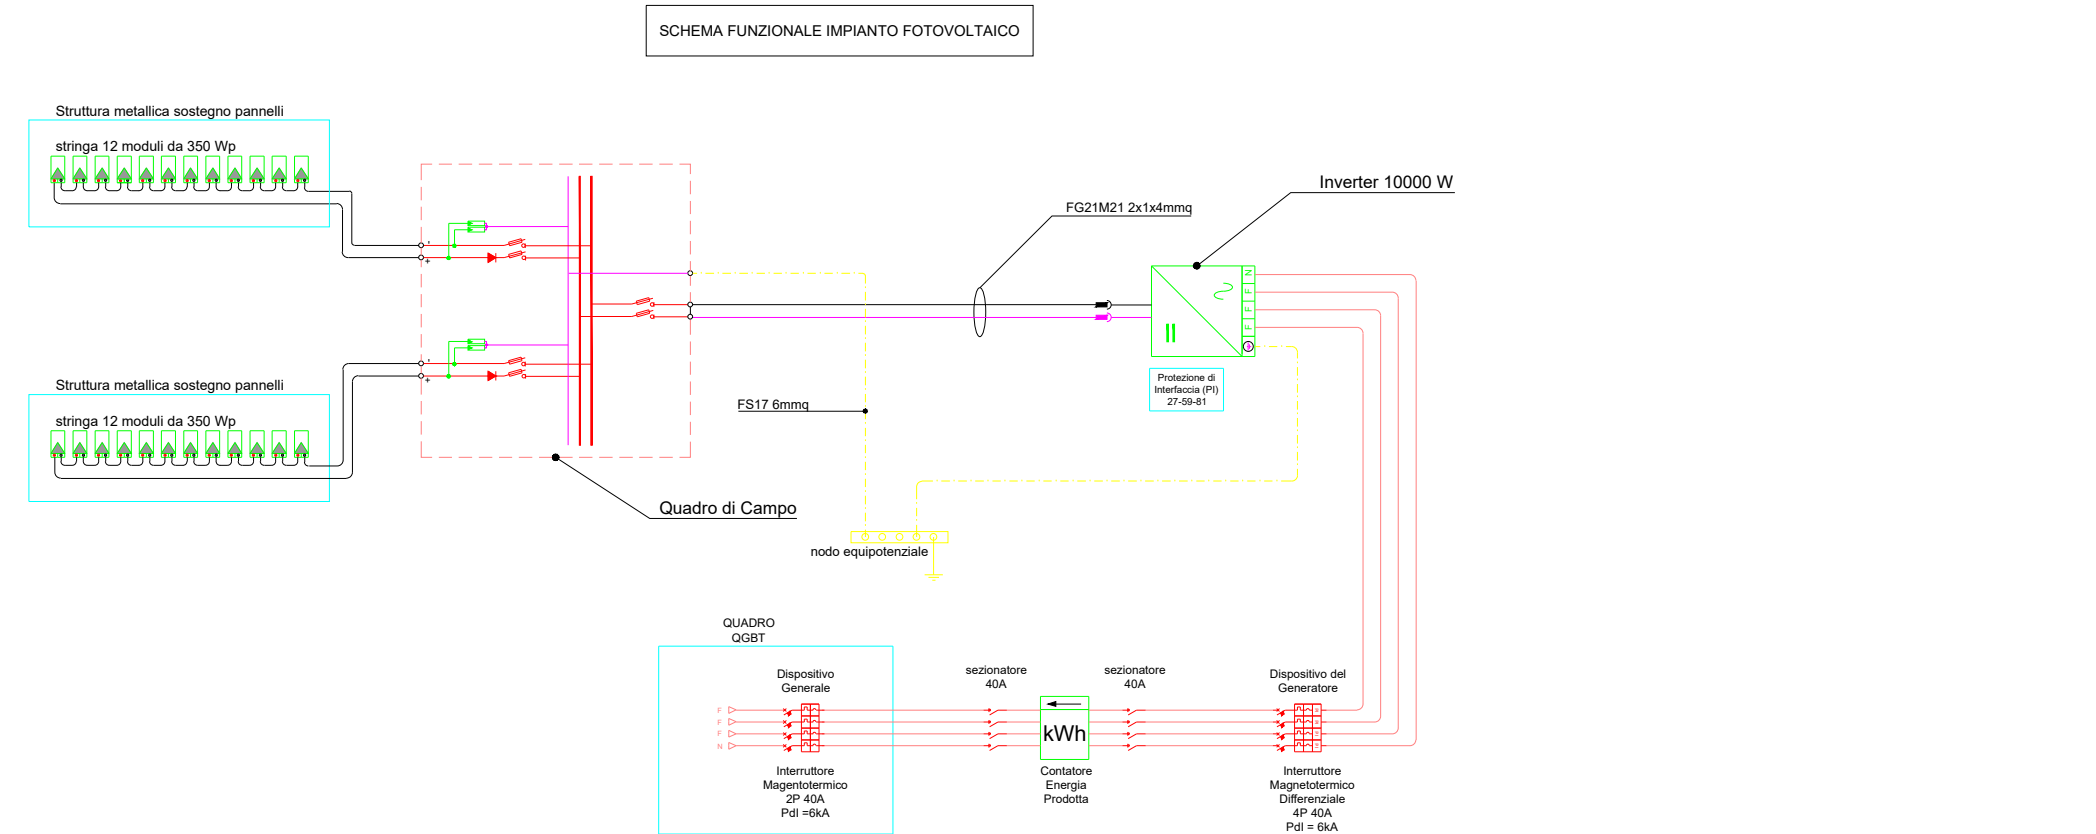 SCHEMA FUNZIONALE IMPIANTO FOTOVOLTAICO
Struttura metallica sostegno pannelli
stringa 12 moduli da 350 Wp
Inverter 10000 W
FG21M21 2x1x4mmq
-
+
N
F
F
F
Protezione di
Interfaccia (PI)
27-59-81
-
+
Struttura metallica sostegno pannelli
stringa 12 moduli da 350 Wp
FS17 6mmq
Quadro di Campo
nodo equipotenziale
QUADRO
QGBT
Dispositivo
Generale
sezionatore
40A
sezionatore
40A
Dispositivo del
Generatore
F
F
F
N
kWh
Interruttore
Magentotermico
2P 40A
PdI =6kA
Contatore
Energia
Prodotta
Interruttore
Magnetotermico
Differenziale
4P 40A
PdI = 6kA